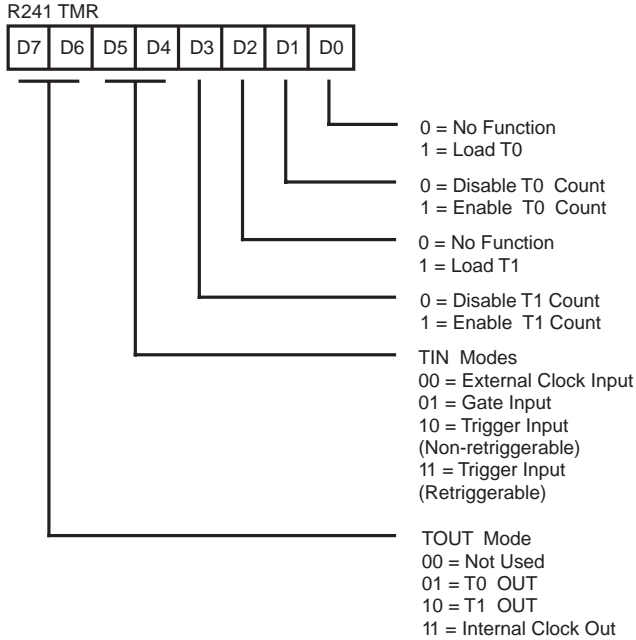 R241 TMR
D7 D6 D5 D4 D3 D2 D1 D0
0 = No Function
1 = Load T0
0 = Disable T0 Count
1 = Enable T0 Count
0 = No Function
1 = Load T1
0 = Disable T1 Count
1 = Enable T1 Count
TIN Modes
00 = External Clock Input
01 = Gate Input
10 = Trigger Input
(Non-retriggerable)
11 = Trigger Input
(Retriggerable)
TOUT Mode
00 = Not Used
01 = T0 OUT
10 = T1 OUT
11 = Internal Clock Out